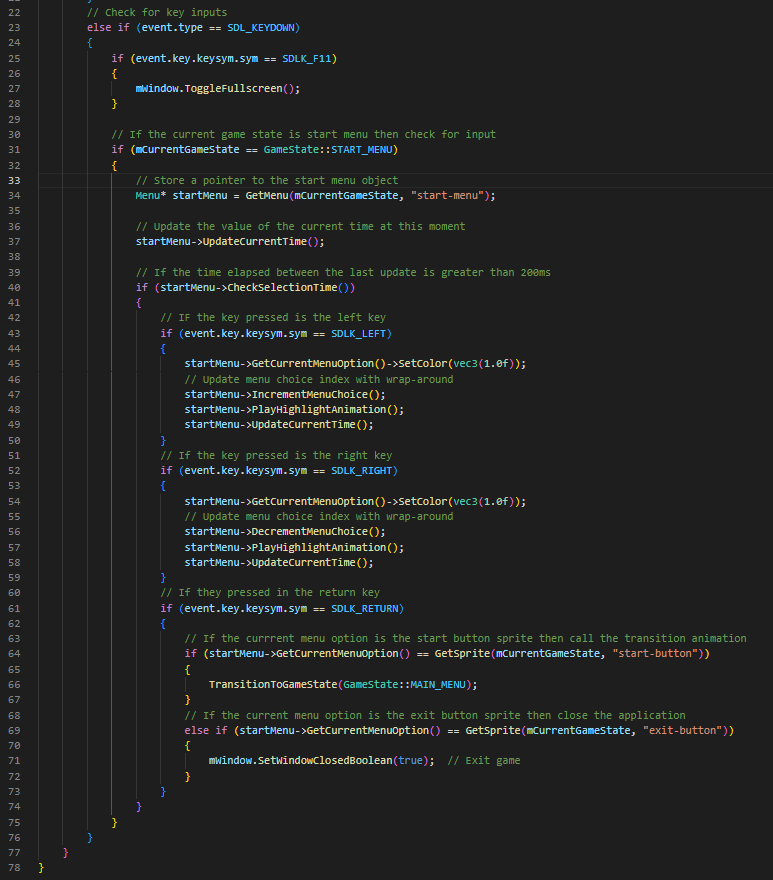 22 // Check for key inputs
23 else if (event.type == SDL_KEYDOWN)
24 {
25 if (event.key.keysym.sym == SDLK_F11)
26 {
27 mWindow.ToggleFullscreen();
28 }
29
30 // If the current game state is start menu then check for input
31 if (mCurrentGameState == GameState::START_MENU)
32 {
33 // Store a pointer to the start menu object
34 Menu* startMenu = GetMenu(mCurrentGameState, "start-menu");
35
36 // Update the value of the current time at this moment
37 startMenu->UpdateCurrentTime();
38
39 // If the time elapsed between the last update is greater than 200ms
40 if (startMenu->CheckSelectionTime())
41 {
42 // IF the key pressed is the left key
43 if (event.key.keysym.sym == SDLK_LEFT)
44 {
45 startMenu->GetCurrentMenuOption()->SetColor(vec3(1.0f));
46 // Update menu choice index with wrap-around
47 startMenu->IncrementMenuChoice();
48 startMenu->PlayHighlightAnimation();
49 startMenu->UpdateCurrentTime();
50 }
51 // If the key pressed is the right key
52 if (event.key.keysym.sym == SDLK_RIGHT)
53 {
54 startMenu->GetCurrentMenuOption()->SetColor(vec3(1.0f));
55 // Update menu choice index with wrap-around
56 startMenu->DecrementMenuChoice();
57 startMenu->PlayHighlightAnimation();
58 startMenu->UpdateCurrentTime();
59 }
60 // If they pressed in the return key
61 if (event.key.keysym.sym == SDLK_RETURN)
62 {
63 // If the currrent menu option is the start button sprite then call the transition animation
64 if (startMenu->GetCurrentMenuOption() == GetSprite(mCurrentGameState, "start-button"))
65 {
66 TransitionToGameState(GameState::MAIN_MENU);
67 }
68 // If the current menu option is the exit button sprite then close the application
69 else if (startMenu->GetCurrentMenuOption() == GetSprite(mCurrentGameState, "exit-button"))
70 {
71 mWindow.SetWindowClosedBoolean(true); // Exit game
72 }
73 }
74 }
75 }
76 }
77 }
78 }